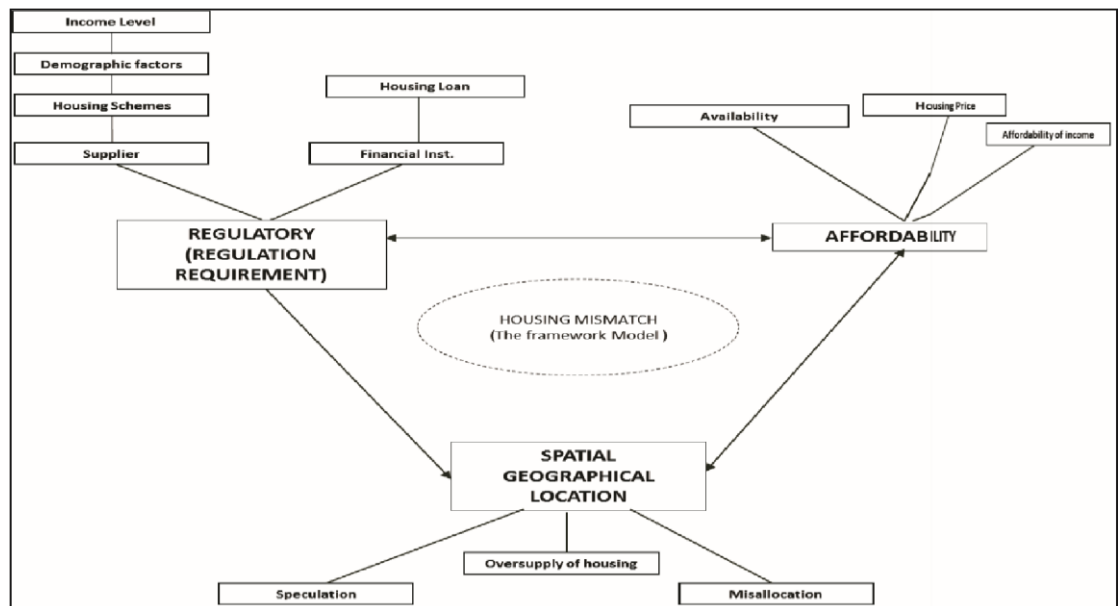 Income Level
Demographic factors
Housing Schemes
Supplier
Housing Loan
Financial Inst.
Availability
Housing Price
Affordability of income
REGULATORY
(REGULATION
REQUIREMENT)
AFFORDABILITY
HOUSING MISMATCH
(The framework Model )
SPATIAL
GEOGRAPHICAL
LOCATION
Oversupply of housing
Speculation
Misallocation